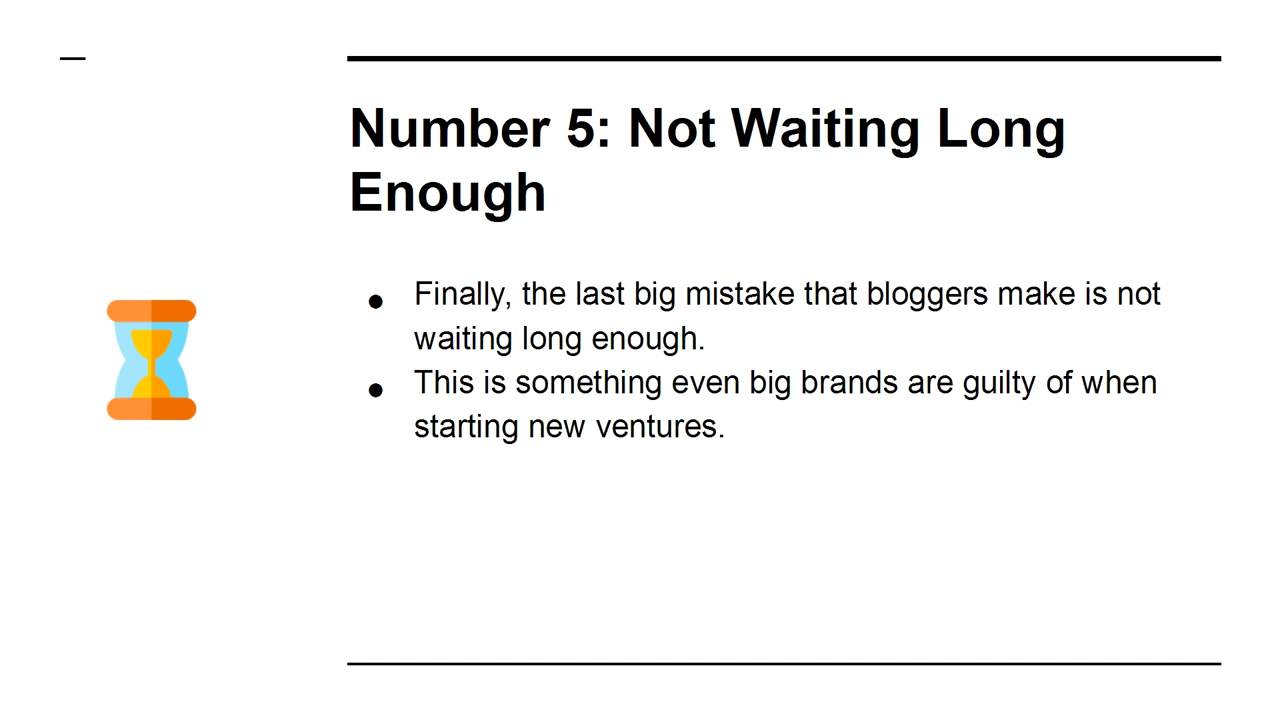 Number 5: Not Waiting Long
Enough
● Finally, the last big mistake that bloggers make is not
waiting long enough.
● This is something even big brands are guilty of when
starting new ventures.